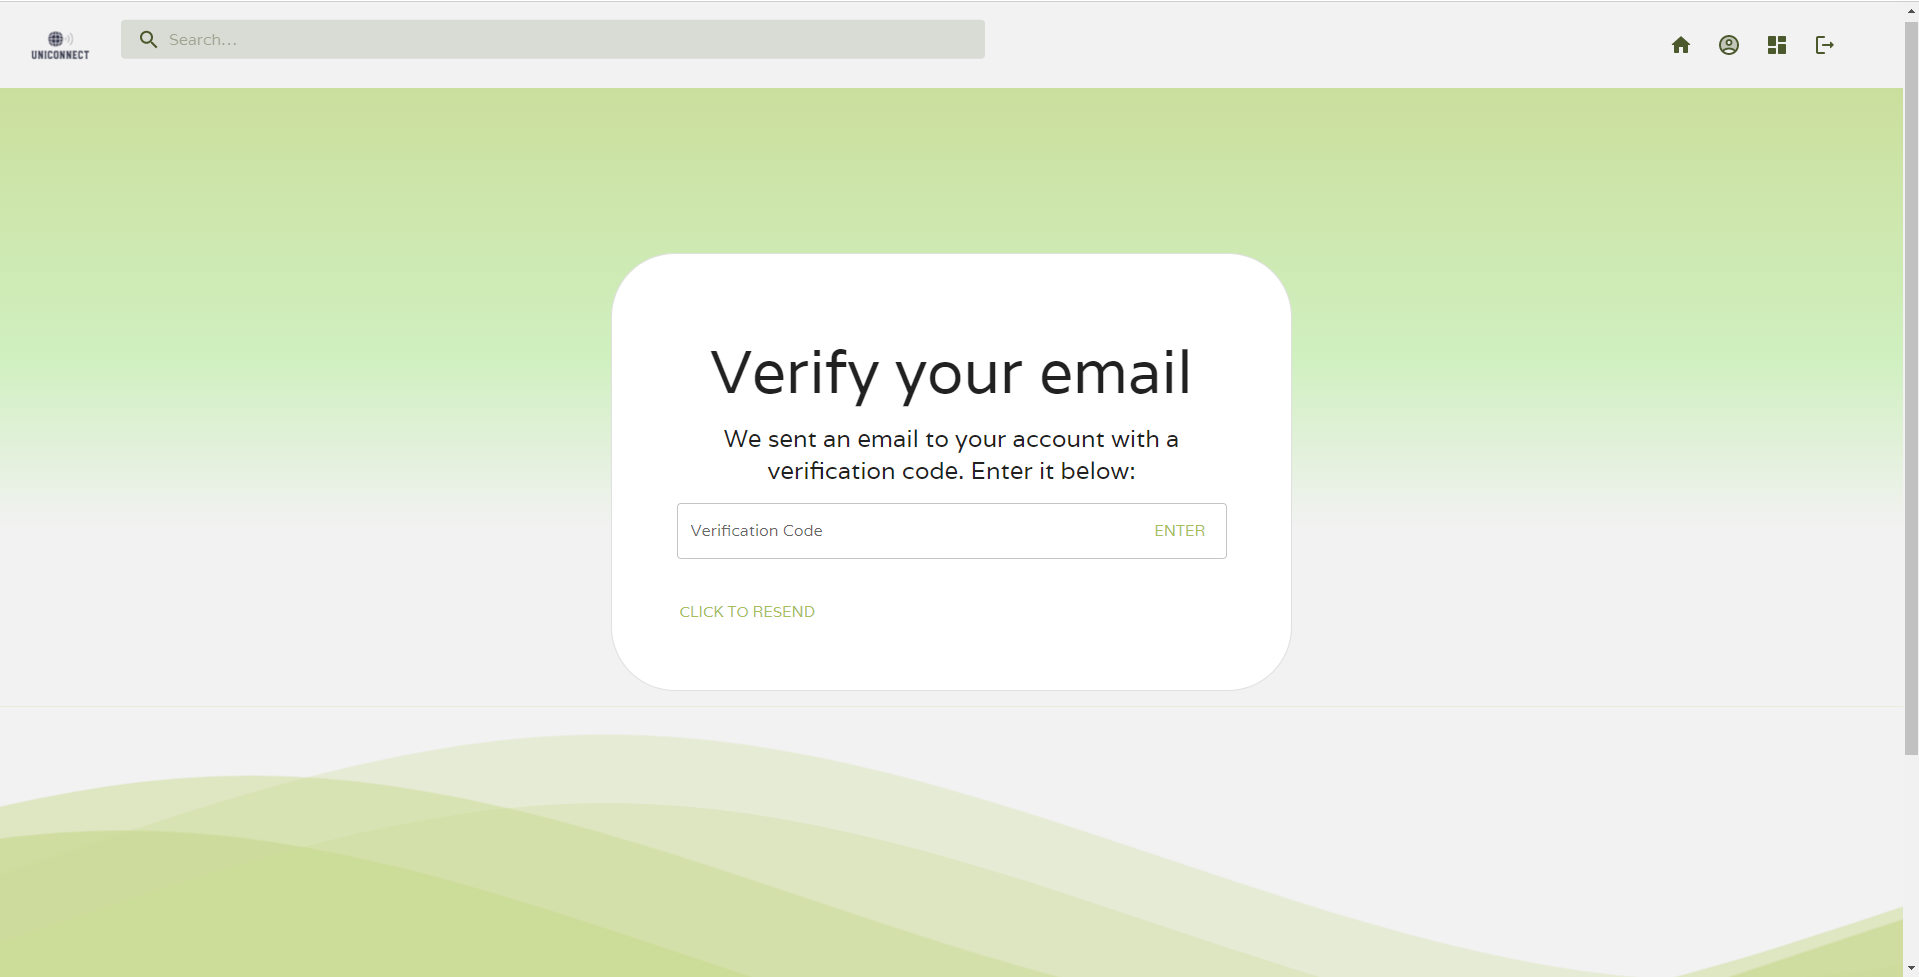 UNICONNECT
Search...
Verify your email
We sent an email to your account with a
verification code. Enter it below:
Verification Code
ENTER
CLICK TO RESEND